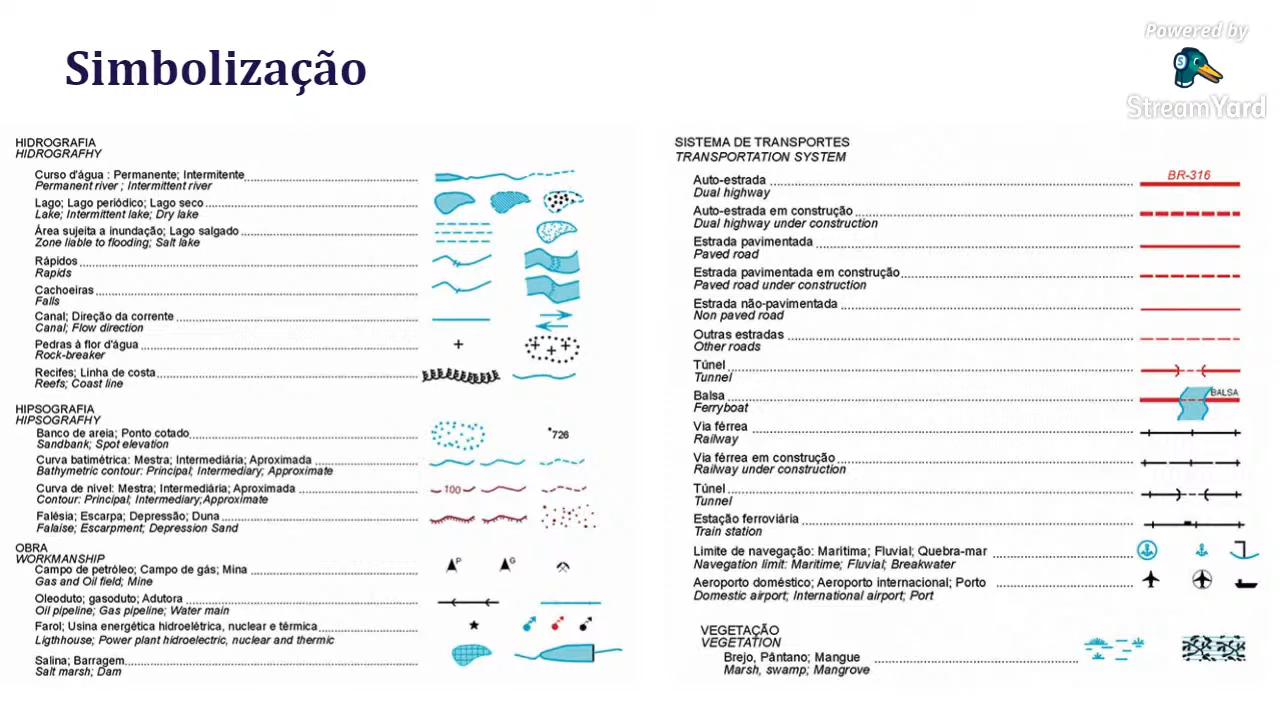 Simbolização
Powered by
StreamYard
HIDROGRAFIA
HIDROGRAFHY
Curso d'água : Permanente; Intermitente
Permanent river ; Intermittent river
Lago; Lago periódico; Lago seco
Lake; Intermittent lake; Dry lake
Área sujeita a inundação; Lago salgado
Zone liable to flooding; Salt lake
Rápidos
Rapids
Cachoeiras
Falls
Canal; Direção da corrente
Canal; Flow direction
Pedras à flor d'água
Rock-breaker
Recifes; Linha de costa
Reefs; Coast line
HIPSOGRAFIA
HIPSOGRAFHY
Banco de areia; Ponto cotado
726
Sandbank; Spot elevation
Curva batimétrica: Mestra; Intermediária; Aproximada
Bathymetric contour: Principal; Intermediary; Approximate
Curva de nível: Mestra; Intermediária; Aproximada
100
Contour: Principal; Intermediary;Approximate
Falésia; Escarpa; Depressão; Duna
Falaise; Escarpment; Depression Sand
OBRA
WORKMANSHIP
Campo de petróleo; Campo de gás; Mina
P
G
Gas and Oil field; Mine
Oleoduto; gasoduto; Adutora
Oil pipeline; Gas pipeline; Water main
Farol; Usina energética hidroelétrica, nuclear e térmica
Ligthhouse; Power plant hidroelectric, nuclear and thermic
Salina; Barragem
Salt marsh; Dam
SISTEMA DE TRANSPORTES
TRANSPORTATION SYSTEM
BR-316
Auto-estrada
Dual highway
Auto-estrada em construção
Dual highway under construction
Estrada pavimentada
Paved road
Estrada pavimentada em construção
Paved road under construction
Estrada não-pavimentada
Non paved road
Outras estradas
Other roads
Túnel
Tunnel
Balsa
BALSA
Ferryboat
Via férrea
Railway
Via férrea em construção
Railway under construction
Túnel
Tunnel
Estação ferroviária
Train station
Limite de navegação: Marítima; Fluvial; Quebra-mar
Navegation limit: Maritime; Fluvial; Breakwater
Aeroporto doméstico; Aeroporto internacional; Porto
Domestic airport; International airport; Port
VEGETAÇÃO
VEGETATION
Brejo, Pântano; Mangue
Marsh, swamp; Mangrove